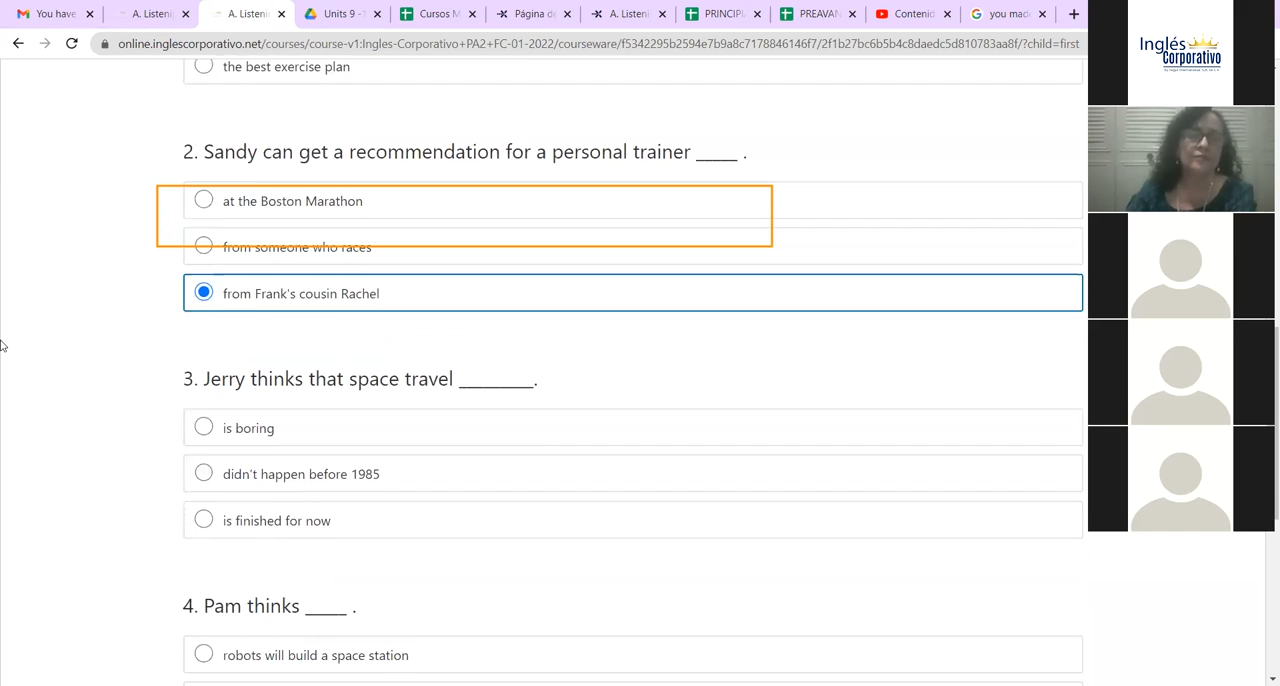 You have
A. Listeni
A. Listenin
Units 9 -
Cursos M
Página de
A. Listeni
PRINCIPA
PREAVAN
Contenid
you mad
online.inglescorporativo.net/courses/course-v1:Ingles-Corporativo+PA2+FC-01-2022/courseware/f5342295b2594e7b9a8c7178846146f7/2f1b27bc6b5b4c8daedc5d810783aa8f/?child=first
Inglés
Corporativo
the best exercise plan
2. Sandy can get a recommendation for a personal trainer _____ .
at the Boston Marathon
from someone who races
from Frank's cousin Rachel
3. Jerry thinks that space travel _________.
is boring
didn't happen before 1985
is finished for now
4. Pam thinks _____ .
robots will build a space station